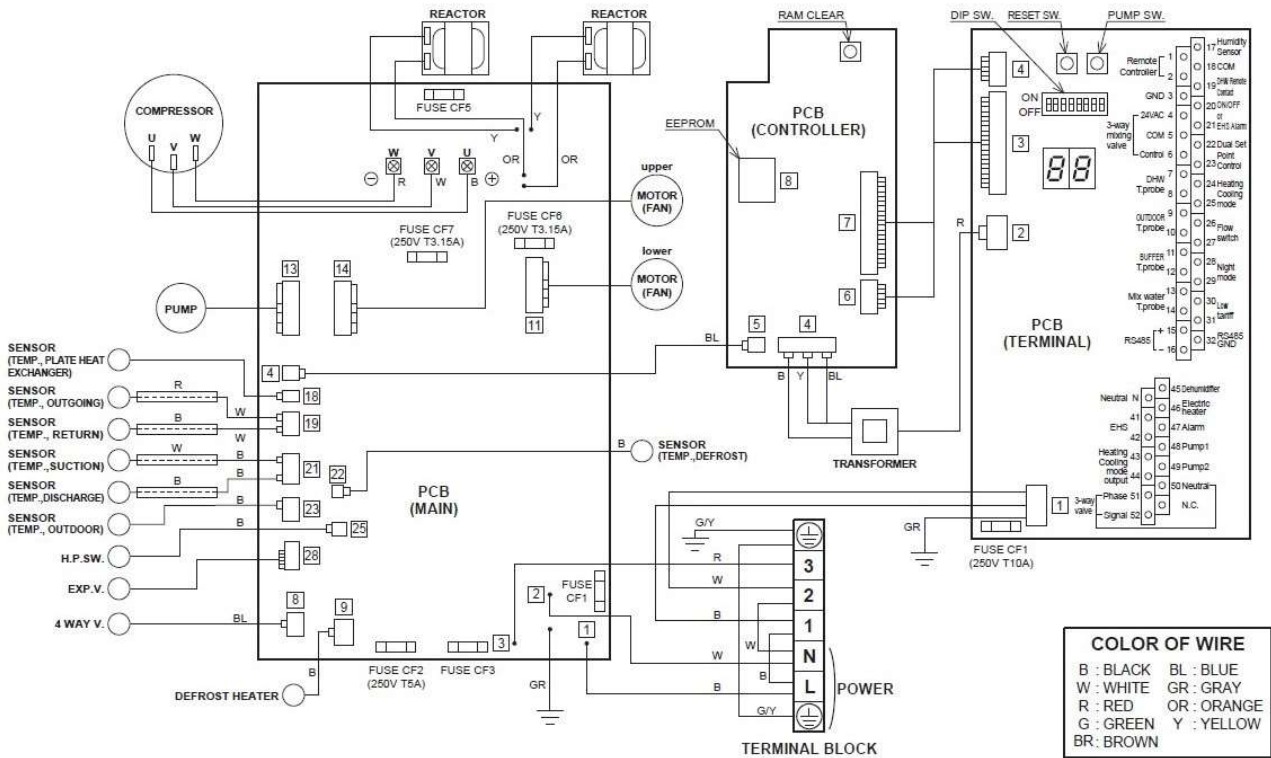 REACTOR
REACTOR
COMPRESSOR
U
V
W
FUSE CF5
Y
Y
OR
OR
W
V
U
R
W
B
FUSE CF7
(250V T3.15A)
FUSE CF6
(250V T3.15A)
upper
MOTOR
(FAN)
lower
MOTOR
(FAN)
13
14
11
PUMP
SENSOR
(TEMP., PLATE HEAT
EXCHANGER)
4
18
SENSOR
(TEMP., OUTGOING)
R
W
19
SENSOR
(TEMP., RETURN)
B
W
SENSOR
(TEMP.,SUCTION)
W
B
21
SENSOR
(TEMP.,DISCHARGE)
B
B
22
SENSOR
(TEMP., OUTDOOR)
B
23
H.P.SW.
B
25
EXP.V.
28
4 WAY V.
BL
8
9
B
DEFROST HEATER
PCB
(MAIN)
FUSE CF2
(250V T5A)
FUSE CF3
3
2
1
FUSE
CF1
GR
B
SENSOR
(TEMP.,DEFROST)
RAM CLEAR
EEPROM
PCB
(CONTROLLER)
8
7
6
BL
5
4
B
Y
BL
TRANSFORMER
R
DIP SW.
RESET SW.
PUMP SW.
4
ON
OFF
3
88
2
PCB
(TERMINAL)
Remote
Controller
1
2
GND 3
3-way
mixing
valve
24VAC 4
COM 5
Control 6
DHW
T.probe
7
8
OUTDOOR
T.probe
9
10
BUFFER
T.probe
11
12
Mix water
T.probe
13
14
RS485
+ 15
− 16
17 Humidity
Sensor
18 COM
19 DHW Remote
Contact
20 ON/OFF
or
21 EHS Alarm
22 Dual Set
Point
23 Control
24 Heating
Cooling
25 mode
26 Flow
switch
27
28
Night
29 mode
30 Low
tariff
31
32 RS485
GND
Neutral N
41
EHS
42
Heating
Cooling
mode
output
43
44
3-way
valve
Phase 51
Signal 52
45 Dehumidifier
46 Electric
heater
47 Alarm
48 Pump1
49 Pump2
50 Neutral
N.C.
1
GR
FUSE CF1
(250V T10A)
G/Y
R
W
B
W
W
B
B
G/Y
3
2
1
N
L
POWER
TERMINAL BLOCK
COLOR OF WIRE
B : BLACK BL : BLUE
W : WHITE GR : GRAY
R : RED OR : ORANGE
G : GREEN Y : YELLOW
BR : BROWN